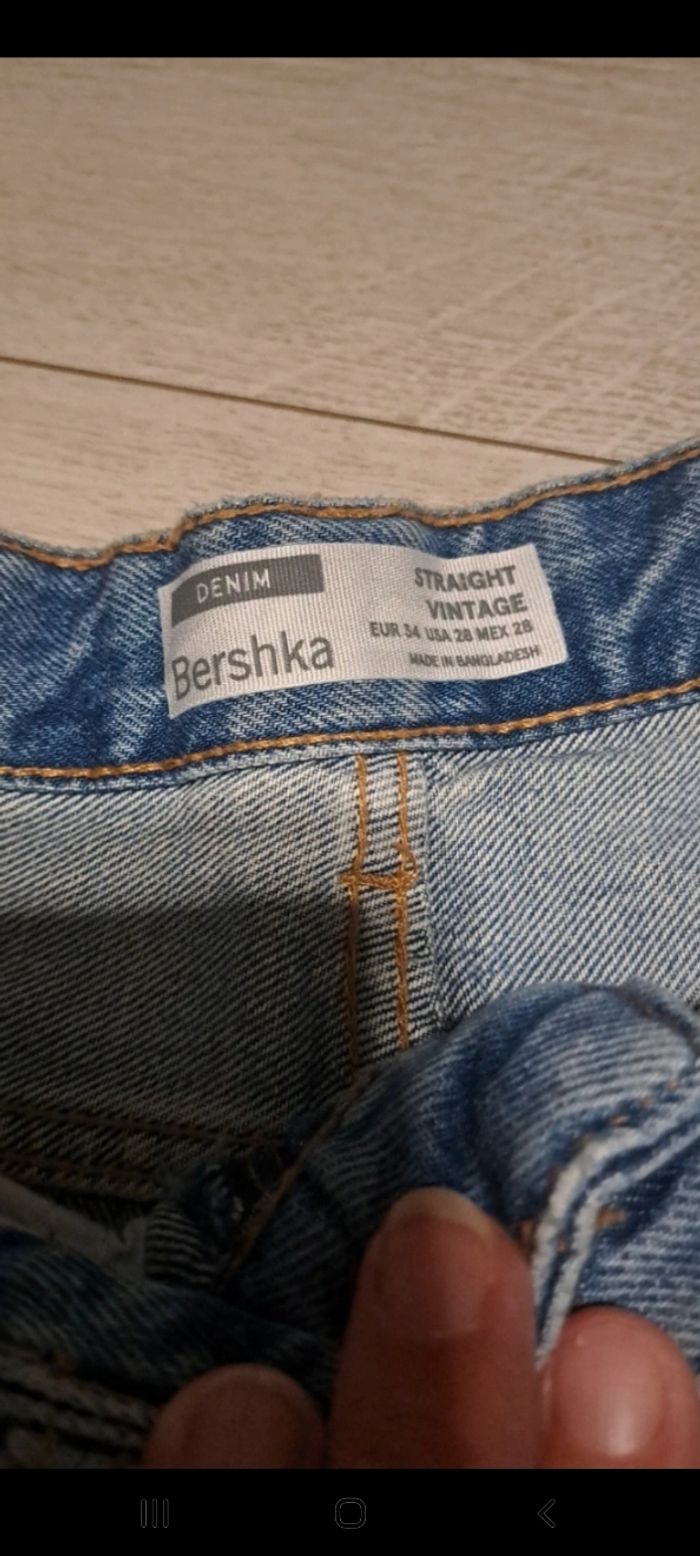 DENIM
Bershka
STRAIGHT
VINTAGE
EUR 34 USA 28 MEX 28
MADE IN BANGLADESH